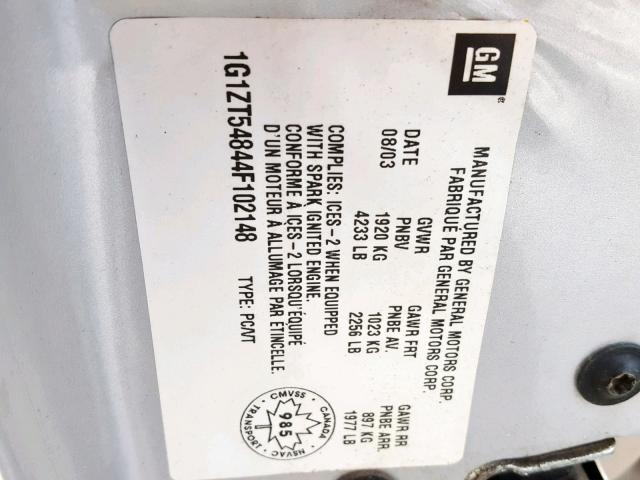 GM
MANUFACTURED BY GENERAL MOTORS CORP.
FABRIQUÉ PAR GENERAL MOTORS CORP.
DATE GVWR GAWR FRT GAWR RR
PNBV PNBE AV. PNBE ARR
08/03 1920 KG 1023 KG 897 KG
4233 LB 2256 LB 1977 LB
COMPLIES: ICES-2 WHEN EQUIPPED
WITH SPARK IGNITED ENGINE.
CONFORME À ICES-2 LORSQU'ÉQUIPÉ
D'UN MOTEUR À ALLUMAGE PAR ÉTINCELLE.
1G1ZT54844F102148 TYPE: PC/VT
CMVSS
CANADA
985
TRANSPORT
NSVAC